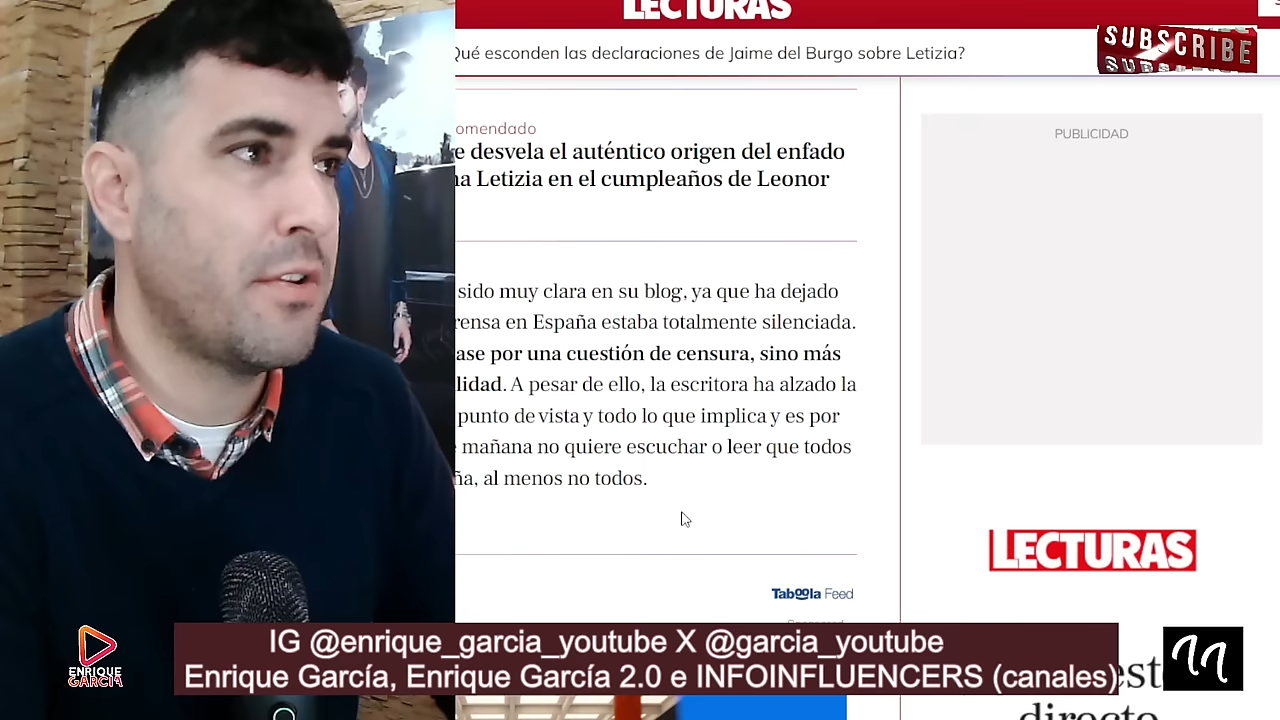 LECTURAS
Qué esconden las declaraciones de Jaime del Burgo sobre Letizia?
SUBSCRIBE
PUBLICIDAD
omendado
e desvela el auténtico origen del enfado
na Letizia en el cumpleaños de Leonor
sido muy clara en su blog, ya que ha dejado
rensa en España estaba totalmente silenciada.
ase por una cuestión de censura, sino más
lidad. A pesar de ello, la escritora ha alzado la
punto de vista y todo lo que implica y es por
e mañana no quiere escuchar o leer que todos
ña, al menos no todos.
LECTURAS
Taboola Feed
Sponsored
IG @enrique_garcia_youtube X @garcia_youtube
Enrique García, Enrique García 2.0 e INFOINFLUENCERS (canales)
ENRIQUE
GARCÍA
est
directo